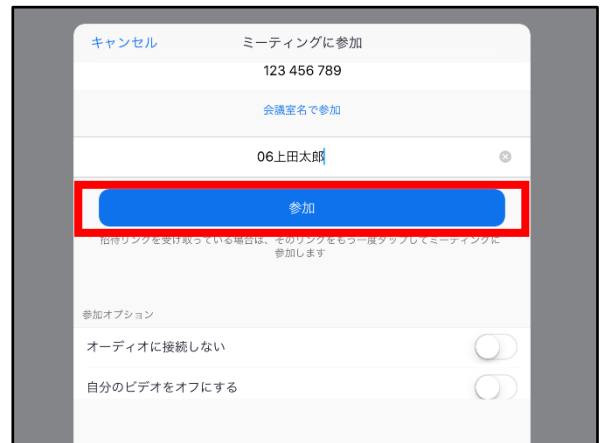 キャンセル ミーティングに参加
123 456 789
会議室名で参加
06上田太郎
参加
招待リンクを受け取っている場合は、そのリンクをもう一度タップしてミーティングに
参加します
参加オプション
オーディオに接続しない
自分のビデオをオフにする